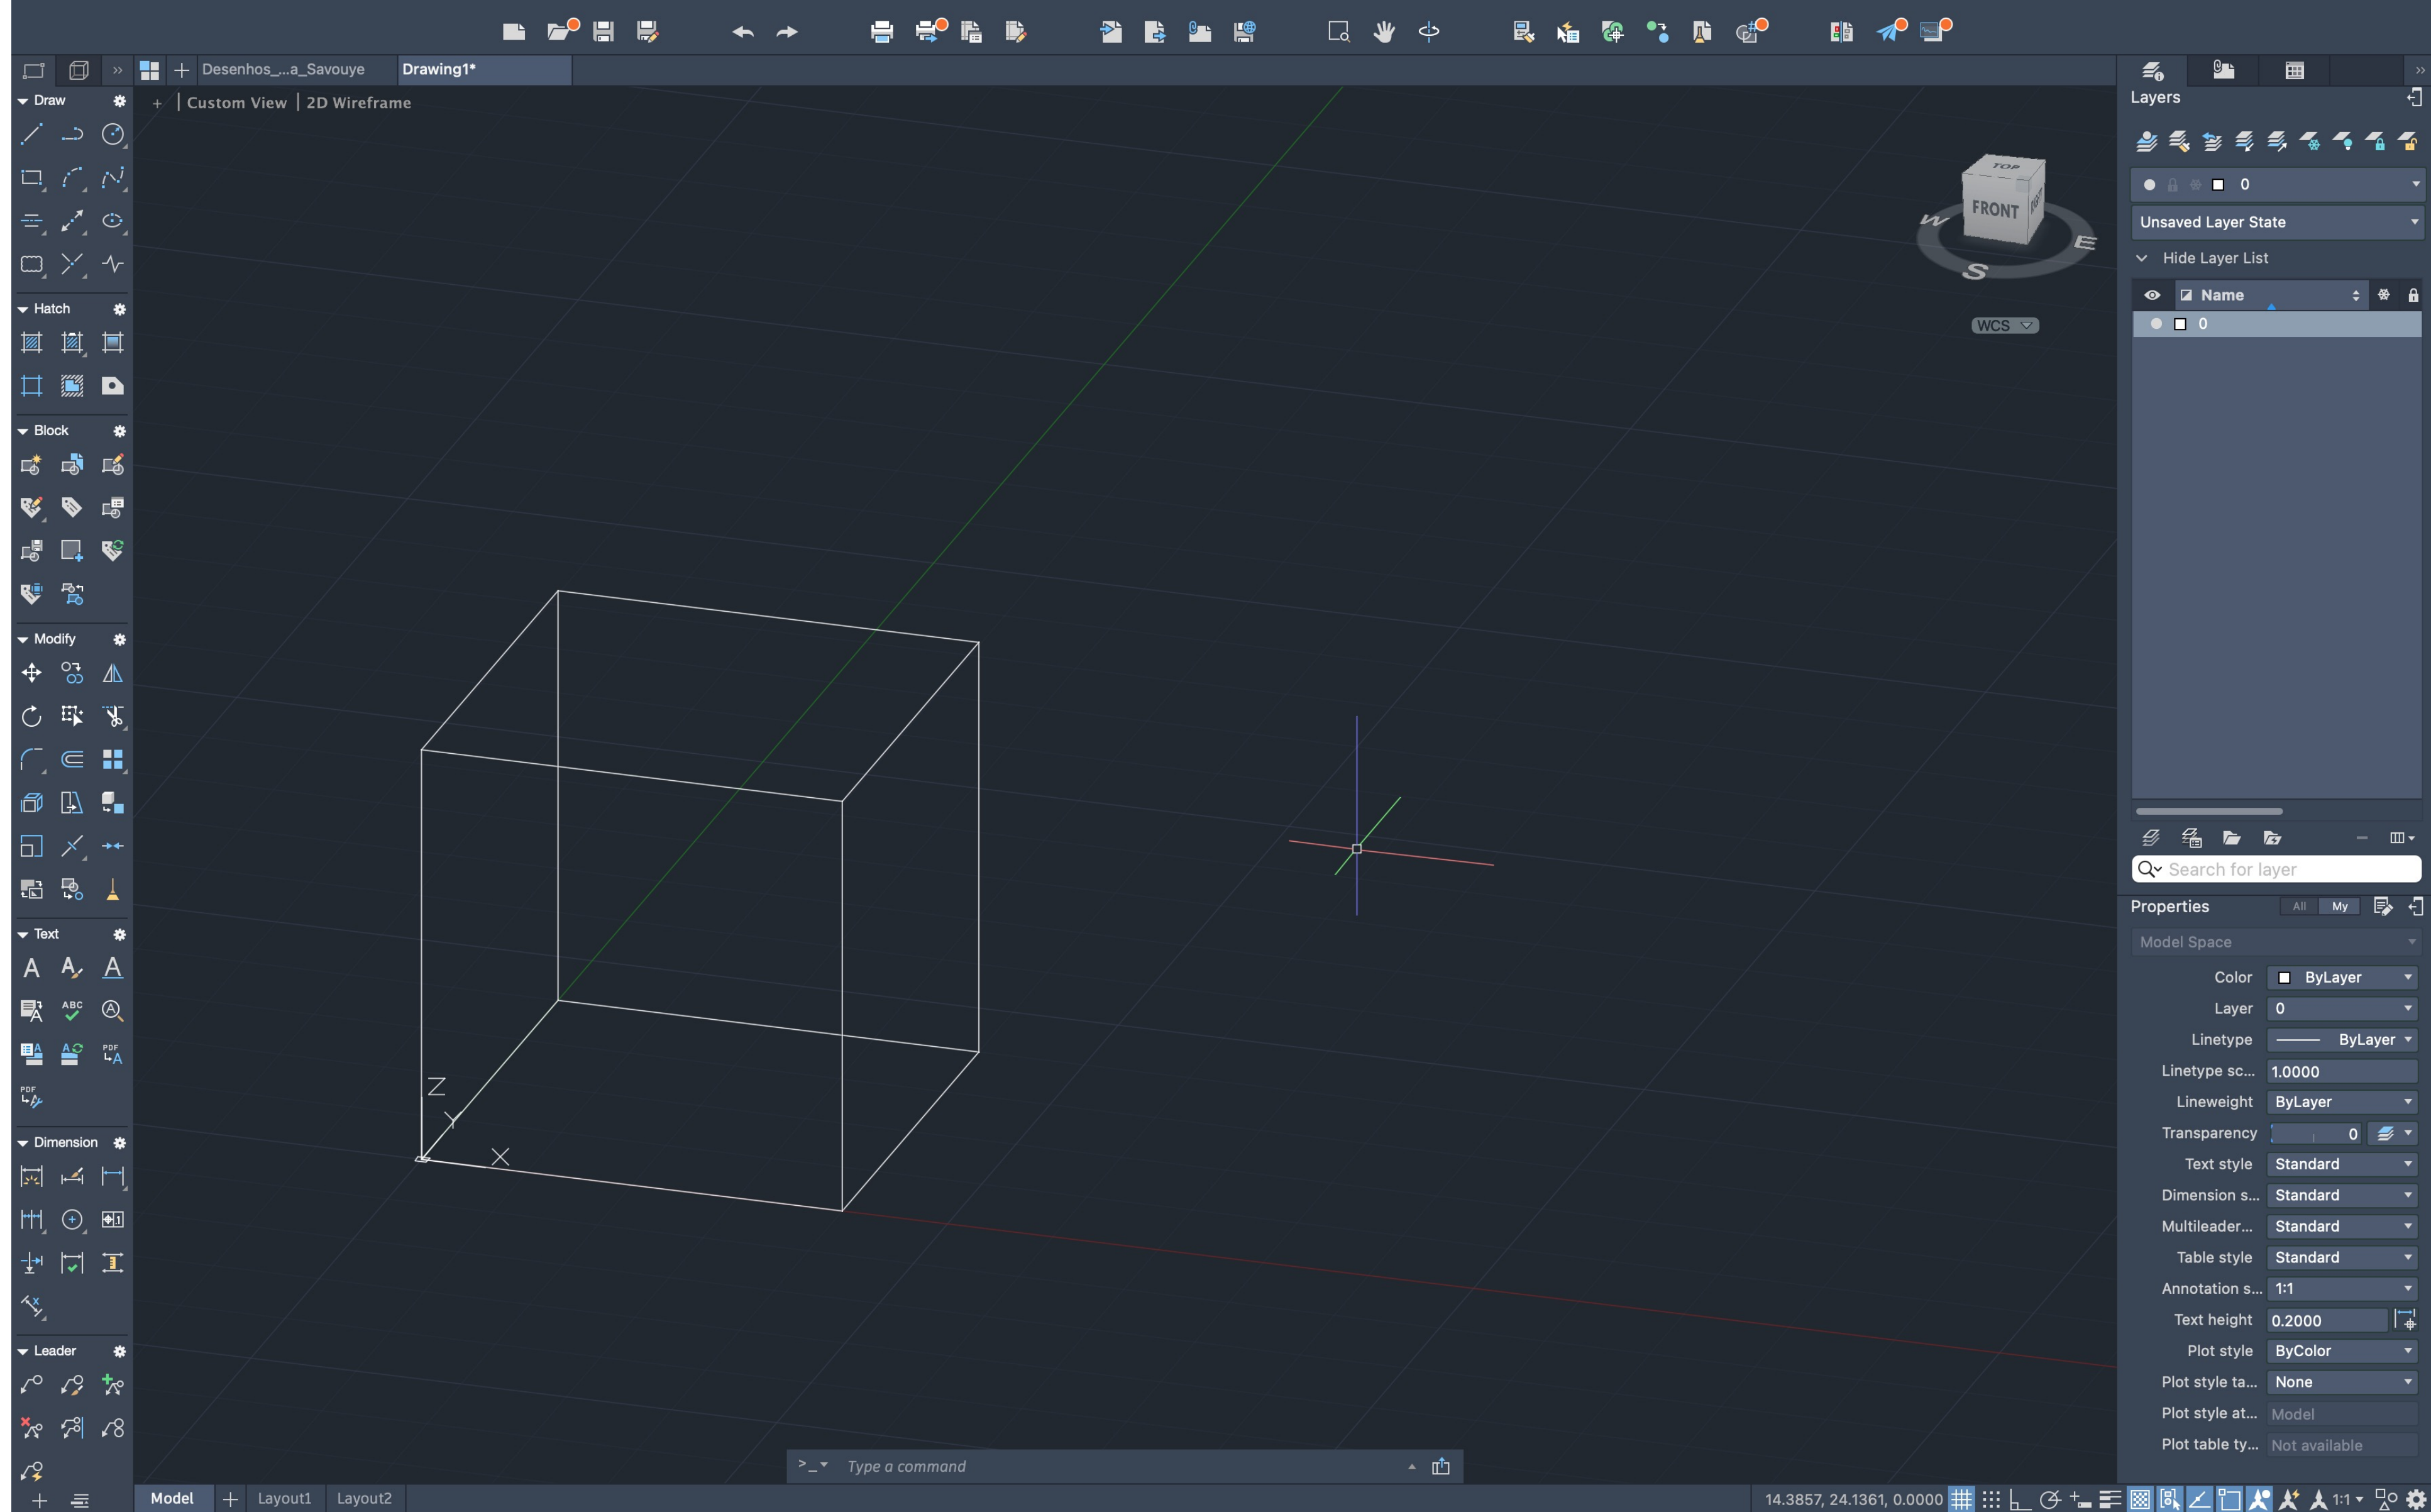 Desenhos_...a_Savouye
Drawing1*
Draw
+ | Custom View | 2D Wireframe
Hatch
Block
Modify
Text
ABC
PDF
PDF
Dimension
Leader
TOP
FRONT
W
S
E
WCS
Z
Y
X
>_ Type a command
Model
Layout1
Layout2
14.3857, 24.1361, 0.0000
1:1
Layers
0
Unsaved Layer State
Hide Layer List
Name
0
Search for layer
Properties
All
My
Model Space
Color ByLayer
Layer 0
Linetype ByLayer
Linetype sc... 1.0000
Lineweight ByLayer
Transparency 0
Text style Standard
Dimension s... Standard
Multileader... Standard
Table style Standard
Annotation s... 1:1
Text height 0.2000
Plot style ByColor
Plot style ta... None
Plot style at... Model
Plot table ty... Not available